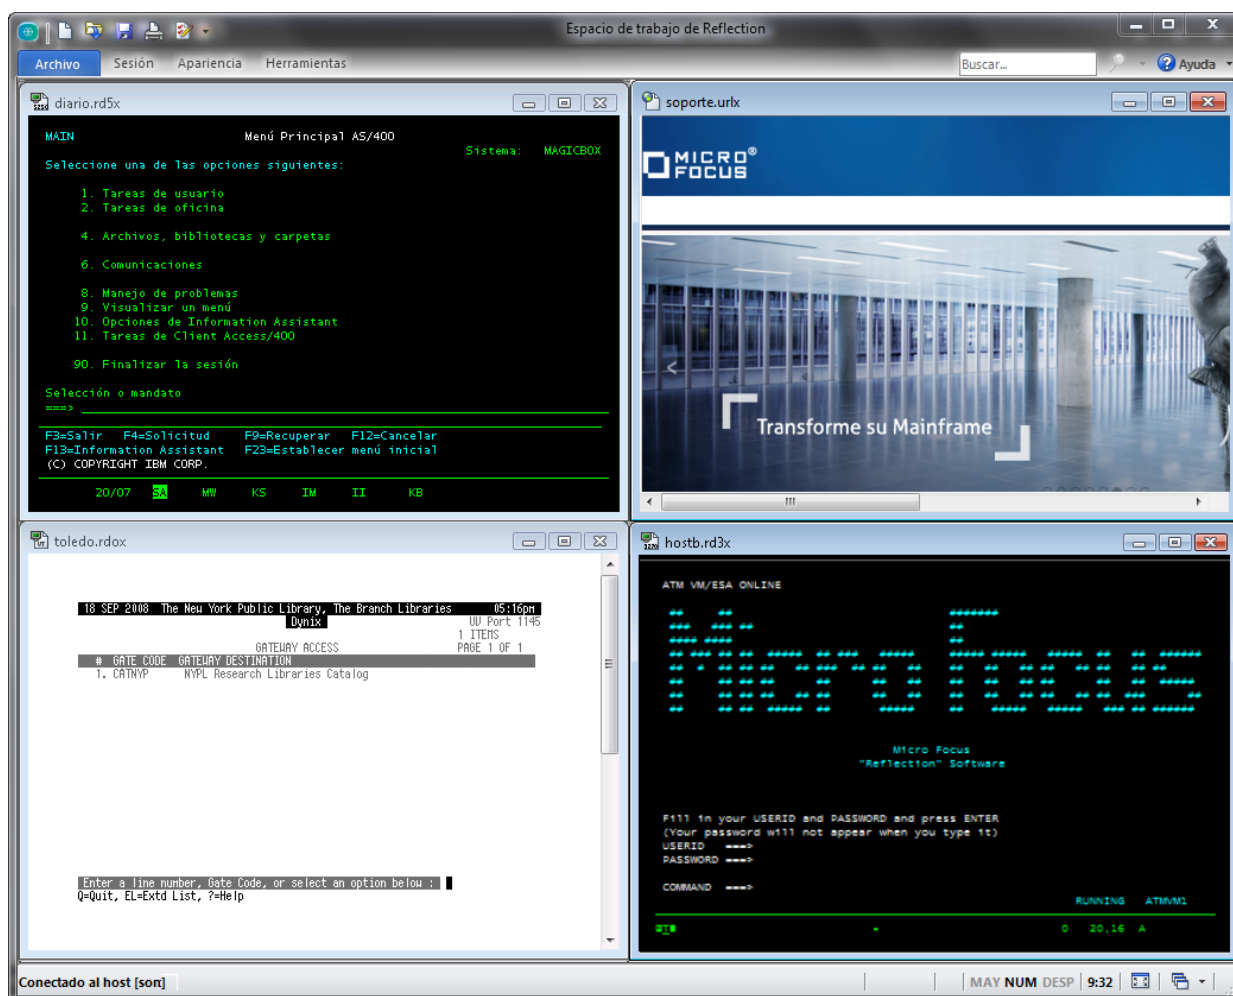 Espacio de trabajo de Reflection
Archivo Sesión Apariencia Herramientas Buscar... Ayuda
diario.rd5x
MAIN Menú Principal AS/400
Sistema: MAGICBOX
Seleccione una de las opciones siguientes:
1. Tareas de usuario
2. Tareas de oficina
4. Archivos, bibliotecas y carpetas
6. Comunicaciones
8. Manejo de problemas
9. Visualizar un menú
10. Opciones de Information Assistant
11. Tareas de Client Access/400
90. Finalizar la sesión
Selección o mandato
===>
F3=Salir F4=Solicitud F9=Recuperar F12=Cancelar
F13=Information Assistant F23=Establecer menú inicial
(C) COPYRIGHT IBM CORP.
20/07 SA MW KS IM II KB
soporte.urlx
MICRO®
FOCUS
Transforme su Mainframe
toledo.rdox
18 SEP 2008 The New York Public Library, The Branch Libraries 05:16pm
Dynix UV Port 1145
1 ITEMS
GATEWAY ACCESS PAGE 1 OF 1
# GATE CODE GATEWAY DESTINATION
1. CATNYP NYPL Research Libraries Catalog
Enter a line number, Gate Code, or select an option below :
Q=Quit, EL=Extd List, ?=Help
hostb.rd3x
ATM VM/ESA ONLINE
Micro Focus
Micro Focus
"Reflection" Software
Fill in your USERID and PASSWORD and press ENTER
(Your password will not appear when you type it)
USERID ===>
PASSWORD ===>
COMMAND ===>
RUNNING ATMVM1
0 20,16 A
Conectado al host [son] MAY NUM DESP 9:32